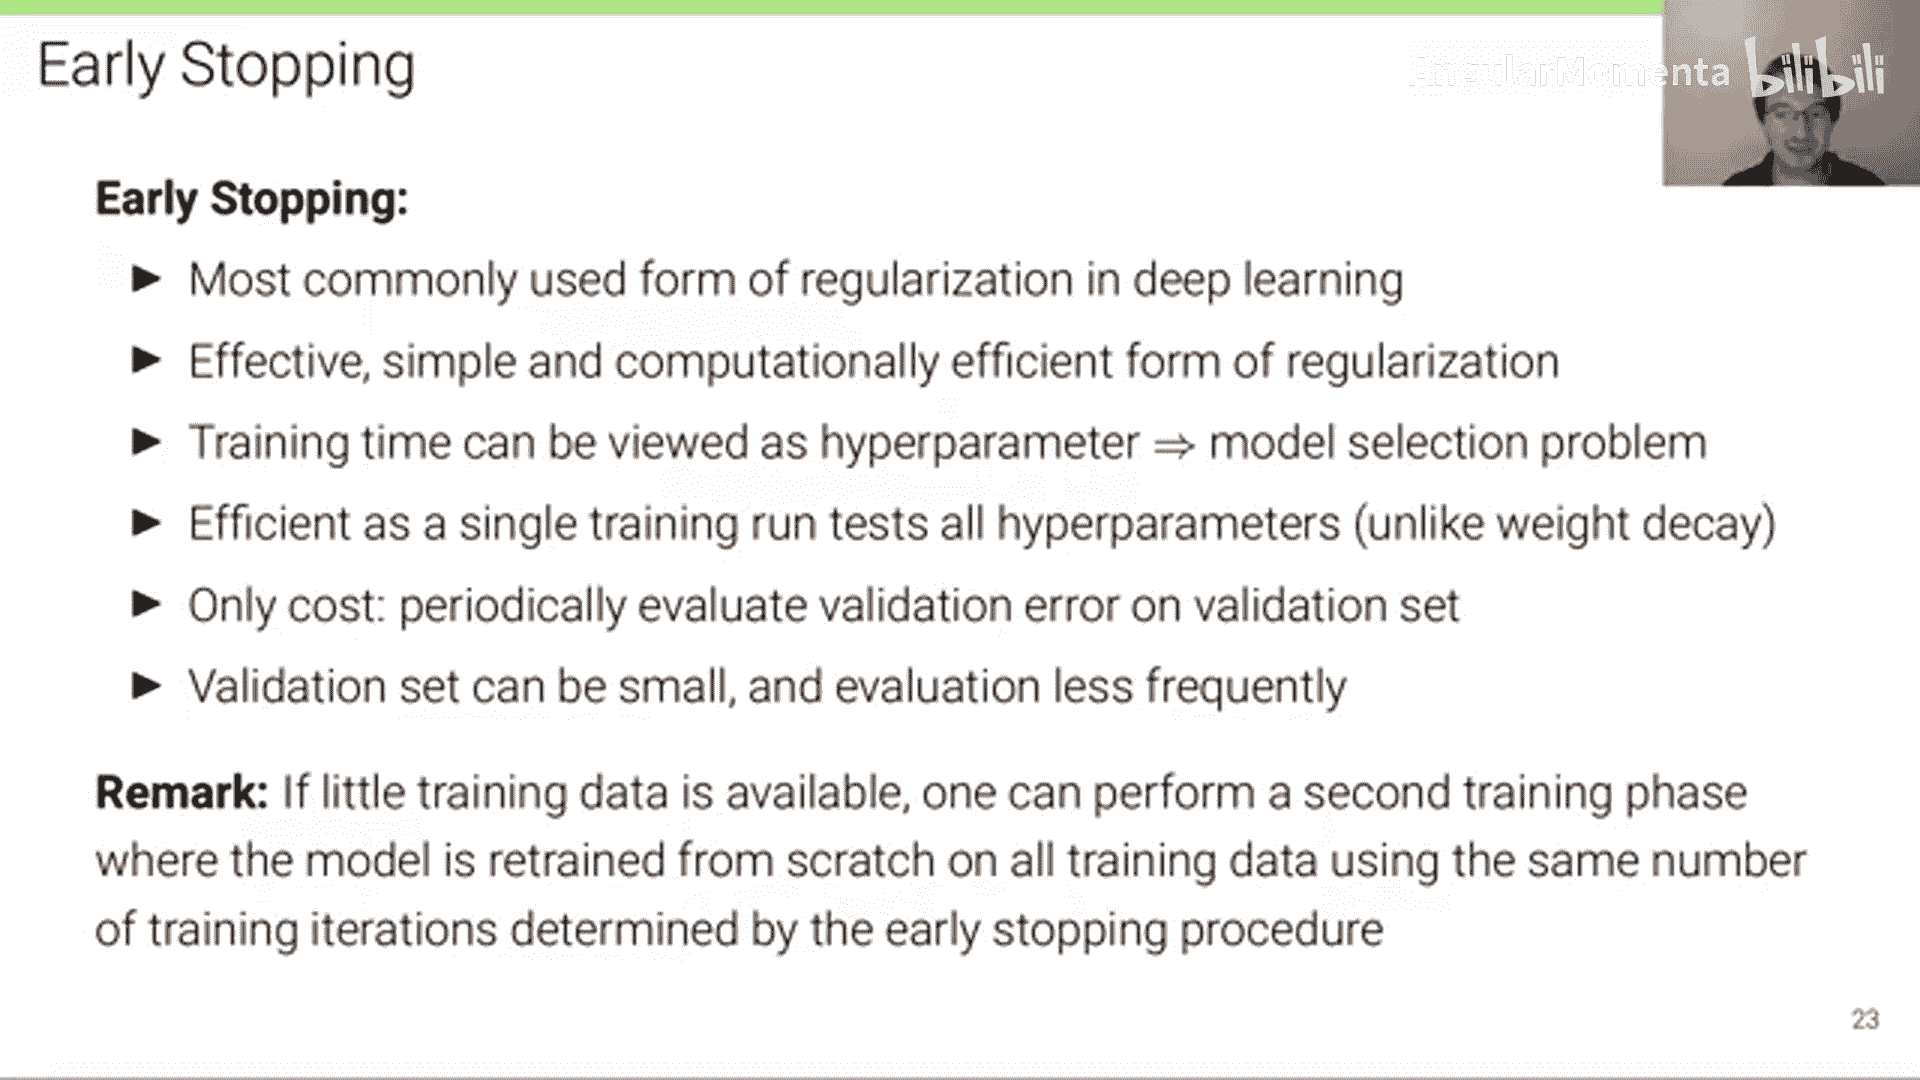 Early Stopping
AngularMomenta bilibili
Early Stopping:
► Most commonly used form of regularization in deep learning
► Effective, simple and computationally efficient form of regularization
► Training time can be viewed as hyperparameter ⇒ model selection problem
► Efficient as a single training run tests all hyperparameters (unlike weight decay)
► Only cost: periodically evaluate validation error on validation set
► Validation set can be small, and evaluation less frequently
Remark: If little training data is available, one can perform a second training phase
where the model is retrained from scratch on all training data using the same number
of training iterations determined by the early stopping procedure
23